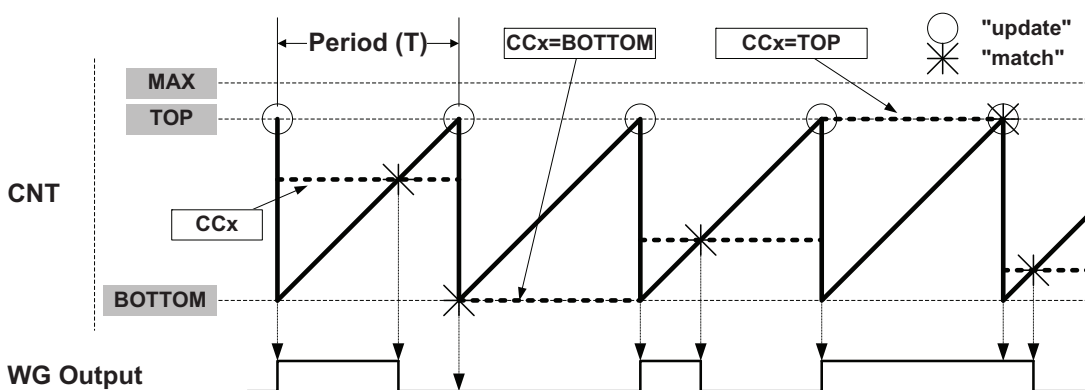 Period (T)
CCx=BOTTOM
CCx=TOP
"update"
"match"
MAX
TOP
CNT
CCx
BOTTOM
WG Output